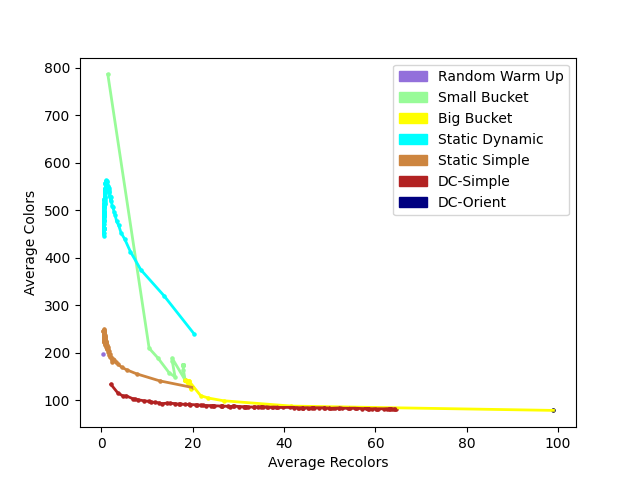 800
700
600
500
400
300
200
100
0
20
40
60
80
100
Average Colors
Average Recolors
Random Warm Up
Small Bucket
Big Bucket
Static Dynamic
Static Simple
DC-Simple
DC-Orient